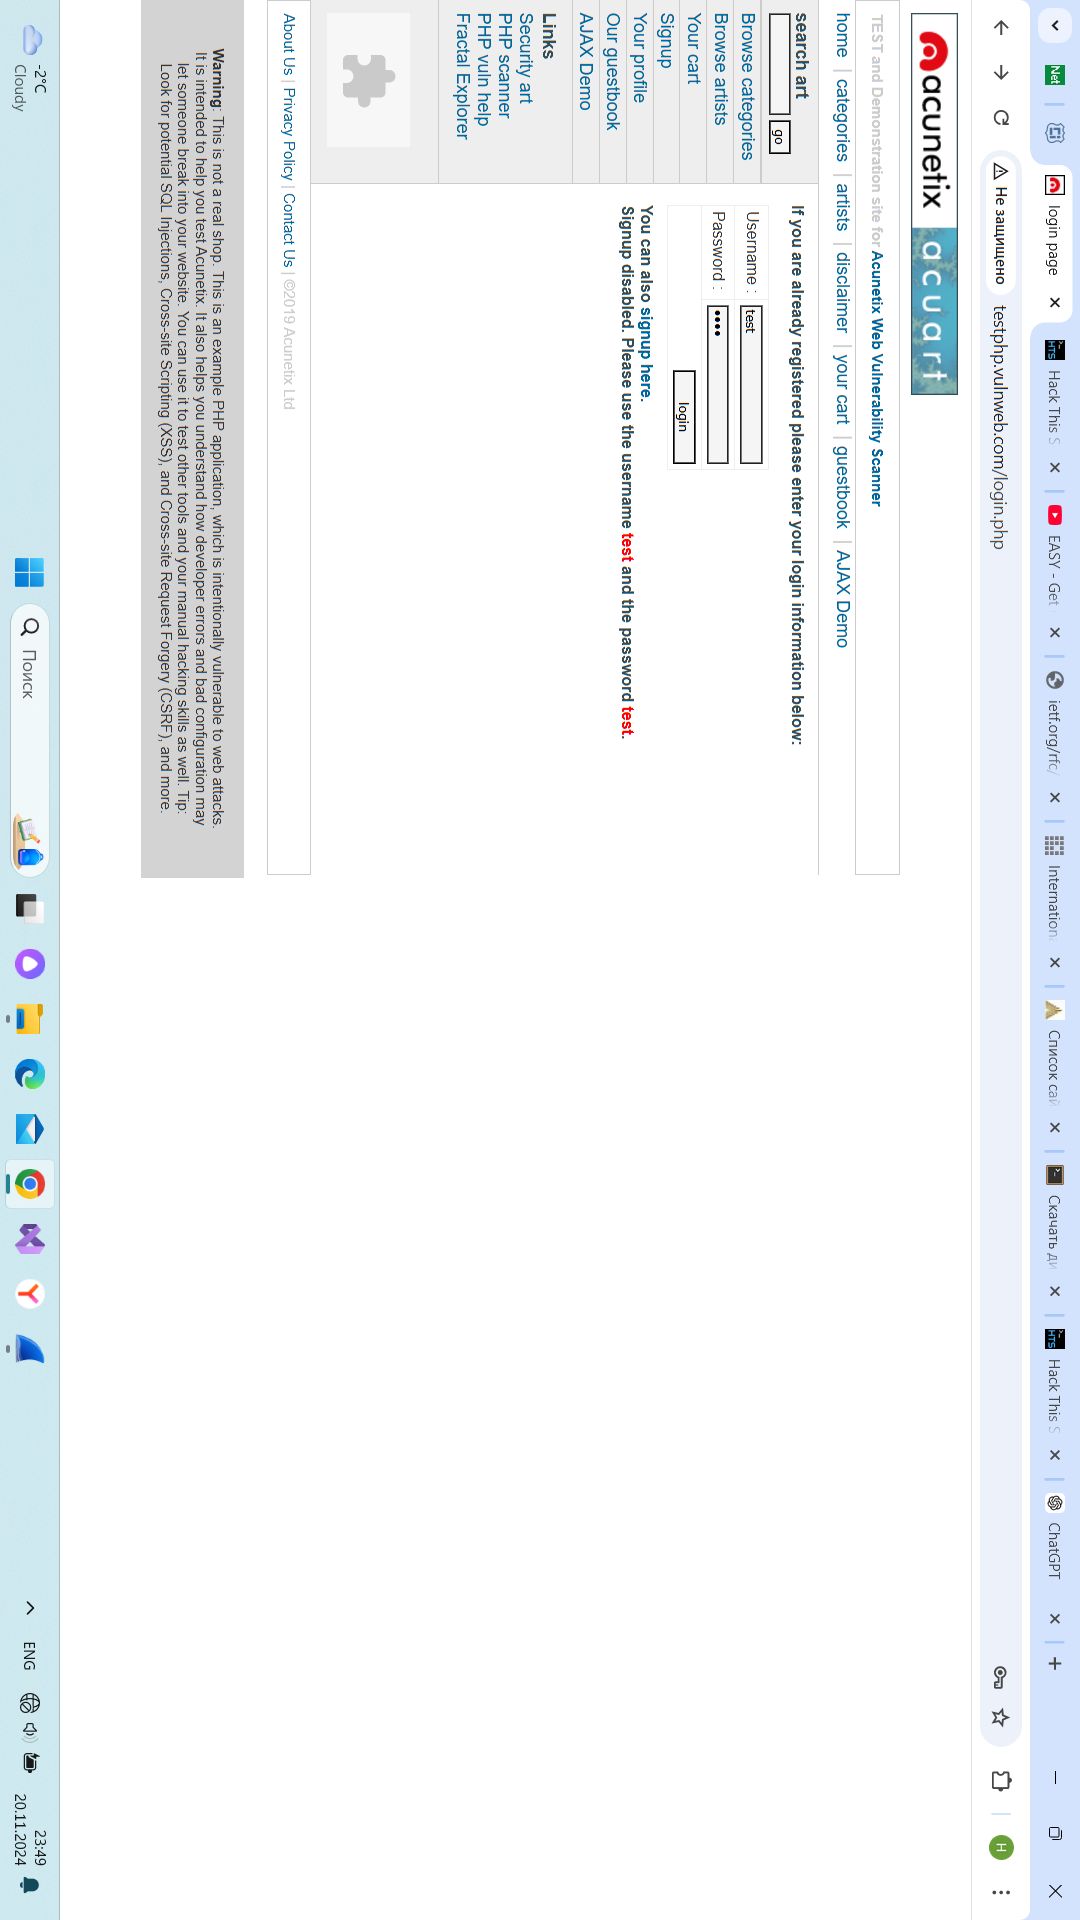 login page
Hack This S
EASY - Get
ietf.org/rfc/
Internation
Список сай
Скачать ди
Hack This S
ChatGPT
Не защищено testphp.vulnweb.com/login.php
H
acunetix acuart
TEST and Demonstration site for Acunetix Web Vulnerability Scanner
home | categories | artists | disclaimer | your cart | guestbook | AJAX Demo
search art
go
Browse categories
Browse artists
Your cart
Signup
Your profile
Our guestbook
AJAX Demo
Links
Security art
PHP scanner
PHP vuln help
Fractal Explorer
If you are already registered please enter your login information below:
Username : test
Password : ••••
login
You can also signup here.
Signup disabled. Please use the username test and the password test.
About Us | Privacy Policy | Contact Us | ©2019 Acunetix Ltd
Warning: This is not a real shop. This is an example PHP application, which is intentionally vulnerable to web attacks.
It is intended to help you test Acunetix. It also helps you understand how developer errors and bad configuration may
let someone break into your website. You can use it to test other tools and your manual hacking skills as well. Tip:
Look for potential SQL Injections, Cross-site Scripting (XSS), and Cross-site Request Forgery (CSRF), and more.
-2°C
Cloudy
Поиск
ENG
23:49
20.11.2024